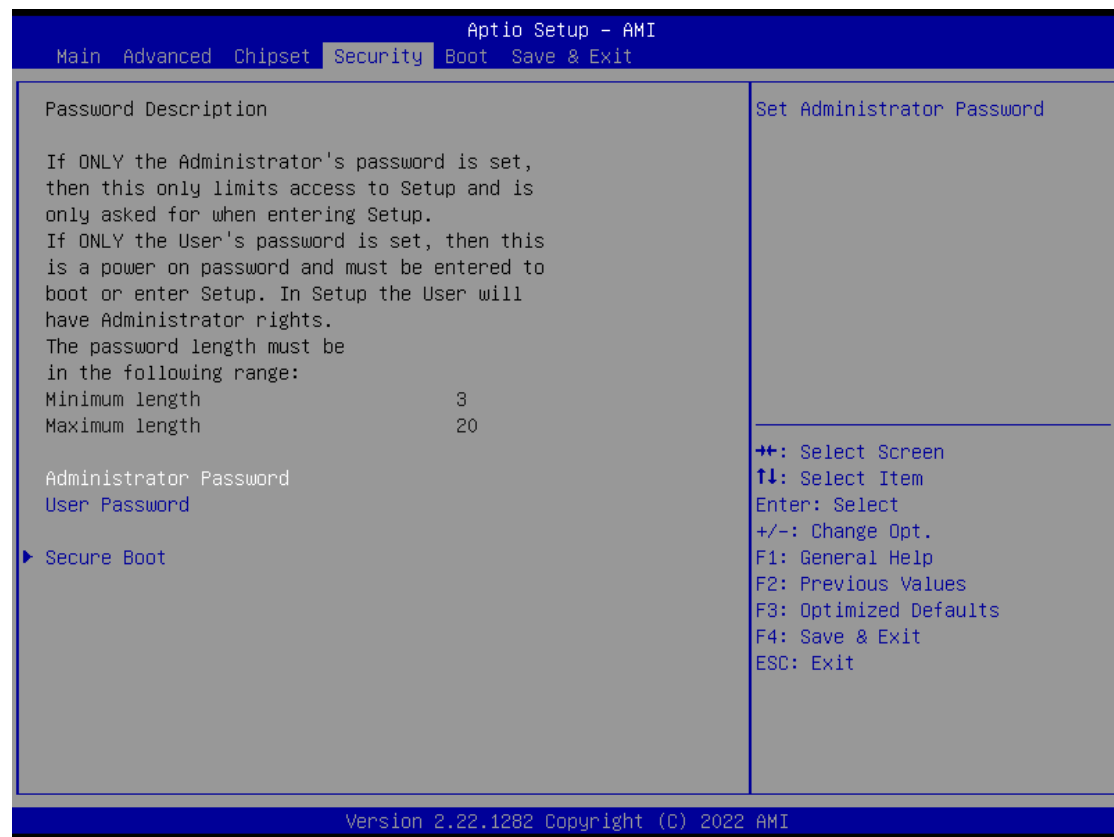 Aptio Setup – AMI
Main Advanced Chipset Security Boot Save & Exit
Password Description
If ONLY the Administrator's password is set,
then this only limits access to Setup and is
only asked for when entering Setup.
If ONLY the User's password is set, then this
is a power on password and must be entered to
boot or enter Setup. In Setup the User will
have Administrator rights.
The password length must be
in the following range:
Minimum length 3
Maximum length 20
Administrator Password
User Password
▶ Secure Boot
Set Administrator Password
→←: Select Screen
↑↓: Select Item
Enter: Select
+/-: Change Opt.
F1: General Help
F2: Previous Values
F3: Optimized Defaults
F4: Save & Exit
ESC: Exit
Version 2.22.1282 Copyright (C) 2022 AMI